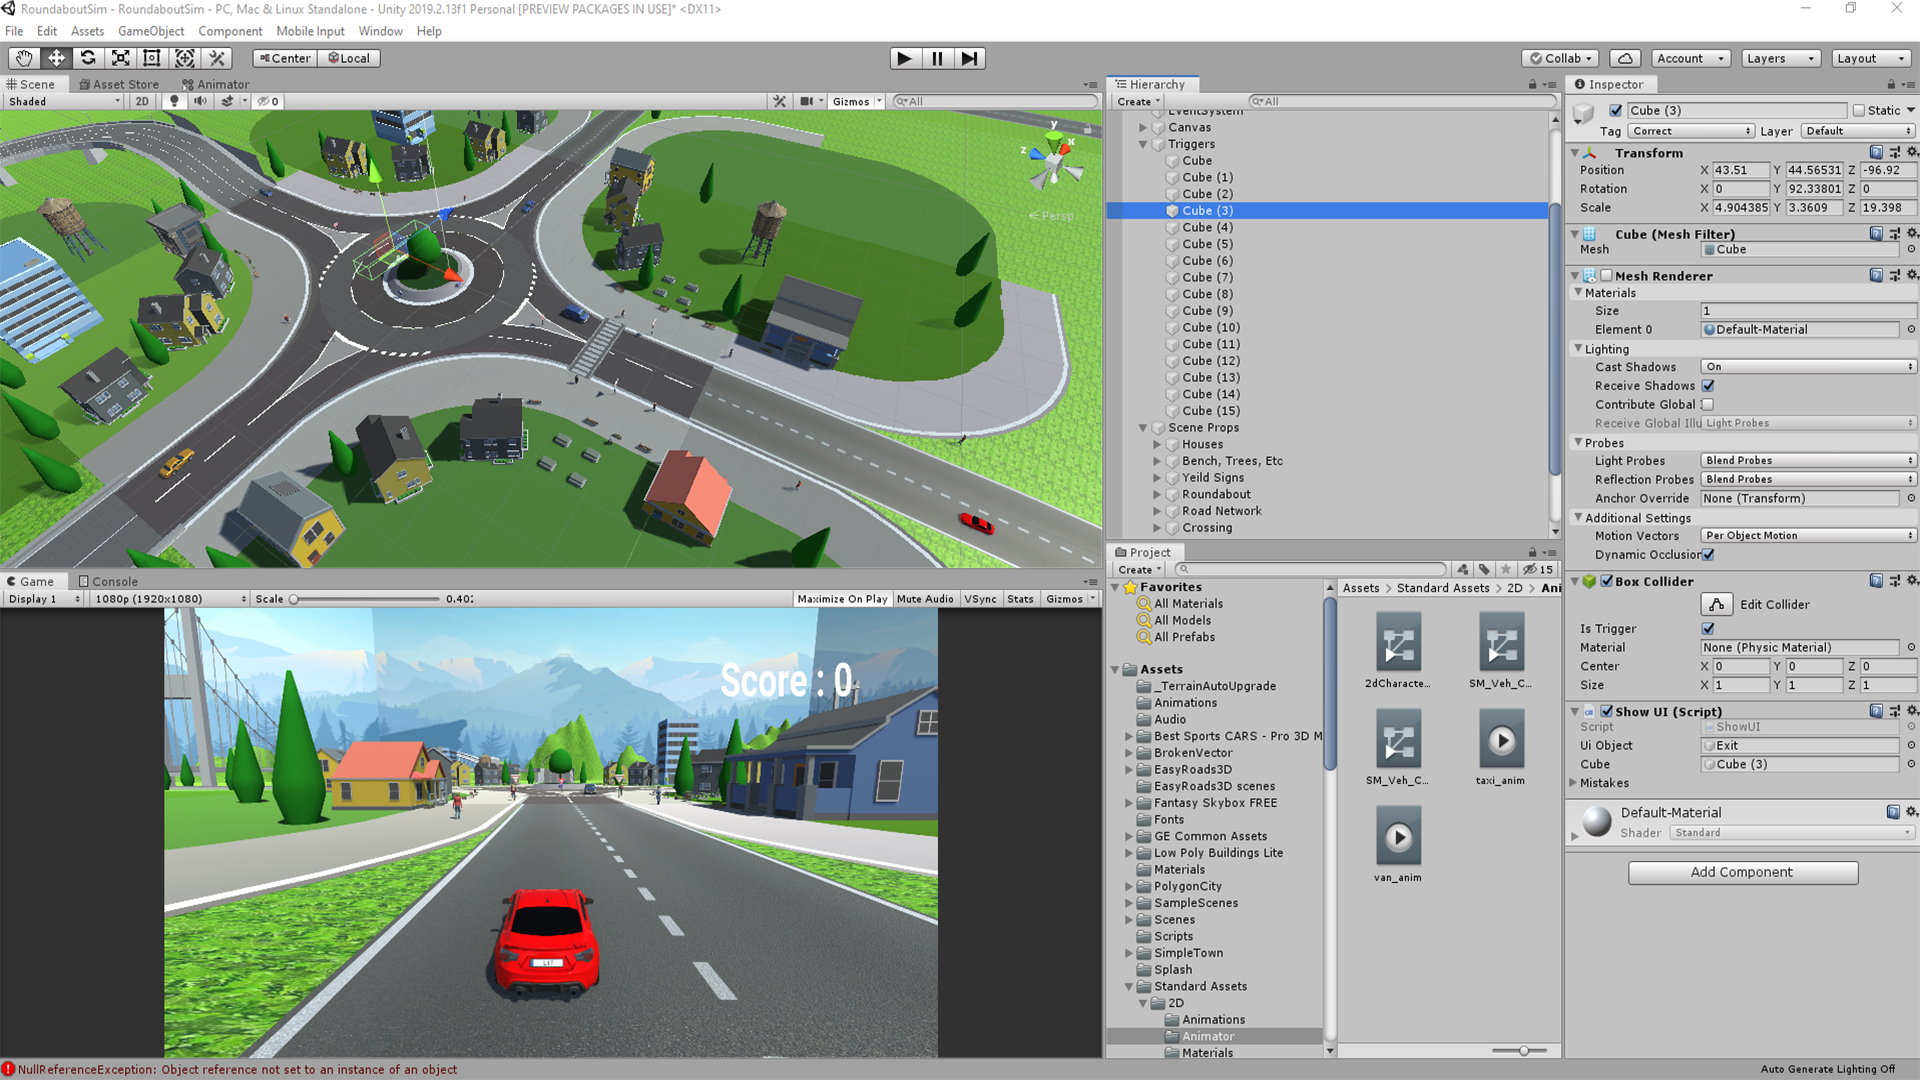 RoundaboutSim - RoundaboutSim - PC, Mac & Linux Standalone - Unity 2019.2.13f1 Personal [PREVIEW PACKAGES IN USE]* <DX11>
File Edit Assets GameObject Component Mobile Input Window Help
Center Local Collab Account Layers Layout
Scene Asset Store Animator
Shaded 2D 0 Gizmos All
y
x
z
Persp
Hierarchy
Create All
EventSystem
Canvas
Triggers
Cube
Cube (1)
Cube (2)
Cube (3)
Cube (4)
Cube (5)
Cube (6)
Cube (7)
Cube (8)
Cube (9)
Cube (10)
Cube (11)
Cube (12)
Cube (13)
Cube (14)
Cube (15)
Scene Props
Houses
Bench, Trees, Etc
Yeild Signs
Roundabout
Road Network
Crossing
Inspector
Cube (3) Static
Tag Correct Layer Default
Transform
Position X 43.51 Y 44.56531 Z -96.92
Rotation X 0 Y 92.33801 Z 0
Scale X 4.904385 Y 3.3609 Z 19.398
Cube (Mesh Filter)
Mesh Cube
Mesh Renderer
Materials
Size 1
Element 0 Default-Material
Lighting
Cast Shadows On
Receive Shadows
Contribute Global
Receive Global Illu Light Probes
Probes
Light Probes Blend Probes
Reflection Probes Blend Probes
Anchor Override None (Transform)
Additional Settings
Motion Vectors Per Object Motion
Dynamic Occlusion
Box Collider
Edit Collider
Is Trigger
Material None (Physic Material)
Center X 0 Y 0 Z 0
Size X 1 Y 1 Z 1
Show UI (Script)
Script ShowUI
Ui Object Exit
Cube Cube (3)
Mistakes
Default-Material
Shader Standard
Add Component
Game Console
Display 1 1080p (1920x1080) Scale 0.402 Maximize On Play Mute Audio VSync Stats Gizmos
Score : 0
LIT
Project
Create 15
Favorites
All Materials
All Models
All Prefabs
Assets
_TerrainAutoUpgrade
Animations
Audio
Best Sports CARS - Pro 3D M
BrokenVector
EasyRoads3D
EasyRoads3D scenes
Fantasy Skybox FREE
Fonts
GE Common Assets
Low Poly Buildings Lite
Materials
PolygonCity
SampleScenes
Scenes
Scripts
SimpleTown
Splash
Standard Assets
2D
Animations
Animator
Materials
Assets > Standard Assets > 2D > Ani
2dCharacte... SM_Veh_C...
SM_Veh_C... taxi_anim
van_anim
NullReferenceException: Object reference not set to an instance of an object
Auto Generate Lighting Off